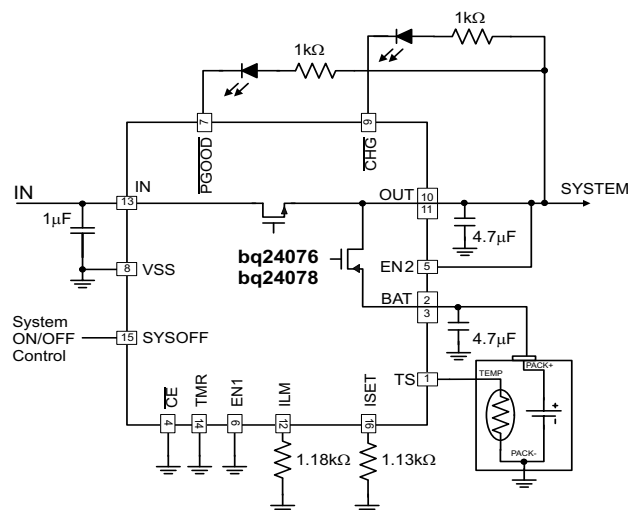 1kΩ
1kΩ
7
9
PGOOD
CHG
IN
IN
13
OUT
10
11
SYSTEM
1μF
4.7μF
bq24076
bq24078
EN2
5
8
VSS
BAT
2
3
System
ON/OFF
Control
15
SYSOFF
4.7μF
TS
1
TEMP
PACK+
+
-
CE
TMR
EN1
ILM
ISET
4
14
6
12
16
1.18kΩ
1.13kΩ
PACK-